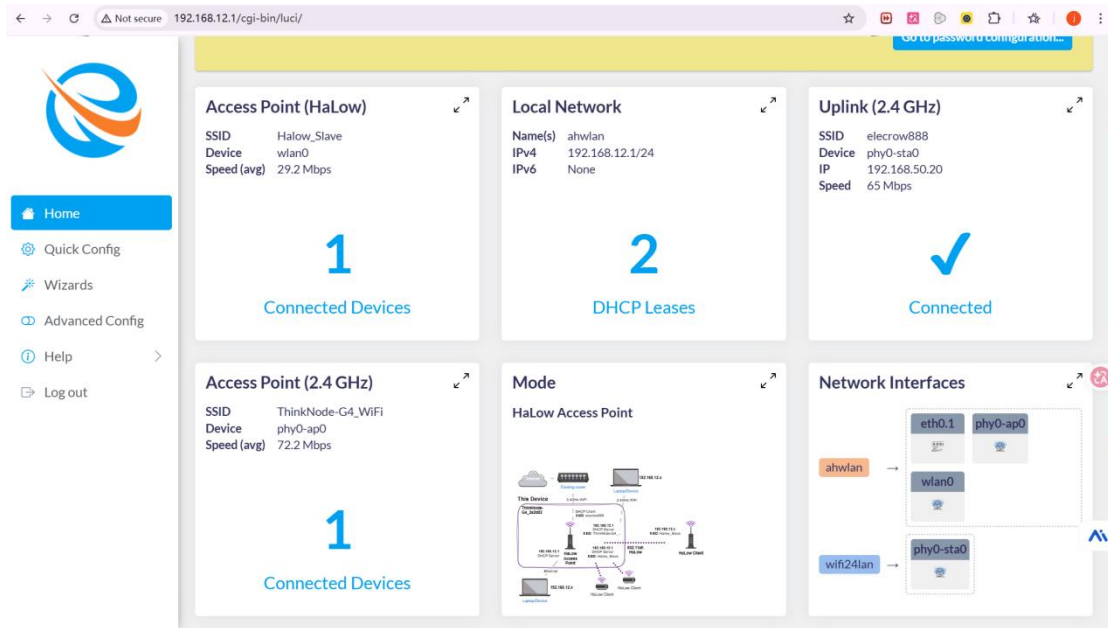 Not secure 192.168.12.1/cgi-bin/luci/
Go to password configuration...
Home
Quick Config
Wizards
Advanced Config
Help
Log out
Access Point (HaLow)
SSID Halow_Slave
Device wlan0
Speed (avg) 29.2 Mbps
1
Connected Devices
Local Network
Name(s) ahwlan
IPv4 192.168.12.1/24
IPv6 None
2
DHCP Leases
Uplink (2.4 GHz)
SSID elecrow888
Device phy0-sta0
IP 192.168.50.20
Speed 65 Mbps
Connected
Access Point (2.4 GHz)
SSID ThinkNode-G4_WiFi
Device phy0-ap0
Speed (avg) 72.2 Mbps
1
Connected Devices
Mode
HaLow Access Point
This Device
HaLow Client
HaLow Client
HaLow Client
Network Interfaces
eth0.1 phy0-ap0
ahwlan
wlan0
phy0-sta0
wifi24lan